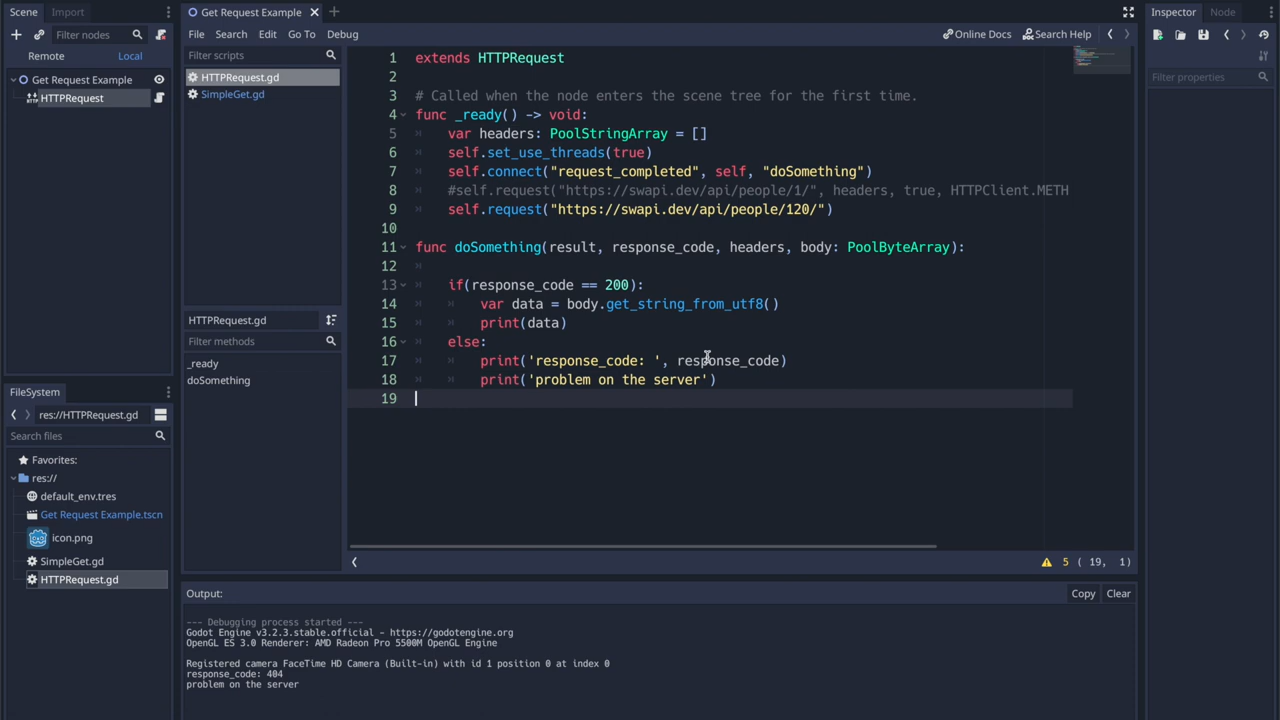 Scene
Import
Filter nodes
Remote
Local
Get Request Example
HTTPRequest
FileSystem
res://HTTPRequest.gd
Search files
Favorites:
res://
default_env.tres
Get Request Example.tscn
icon.png
SimpleGet.gd
HTTPRequest.gd
Get Request Example
File Search Edit Go To Debug
Online Docs
Search Help
Filter scripts
HTTPRequest.gd
SimpleGet.gd
HTTPRequest.gd
Filter methods
_ready
doSomething
1 extends HTTPRequest
2
3 # Called when the node enters the scene tree for the first time.
4 func _ready() -> void:
5 var headers: PoolStringArray = []
6 self.set_use_threads(true)
7 self.connect("request_completed", self, "doSomething")
8 #self.request("https://swapi.dev/api/people/1/", headers, true, HTTPClient.METH
9 self.request("https://swapi.dev/api/people/120/")
10
11 func doSomething(result, response_code, headers, body: PoolByteArray):
12
13 if(response_code == 200):
14 var data = body.get_string_from_utf8()
15 print(data)
16 else:
17 print('response_code: ', response_code)
18 print('problem on the server')
19
5 ( 19, 1)
Output:
Copy
Clear
--- Debugging process started ---
Godot Engine v3.2.3.stable.official - https://godotengine.org
OpenGL ES 3.0 Renderer: AMD Radeon Pro 5500M OpenGL Engine
Registered camera FaceTime HD Camera (Built-in) with id 1 position 0 at index 0
response_code: 404
problem on the server
Inspector
Node
Filter properties